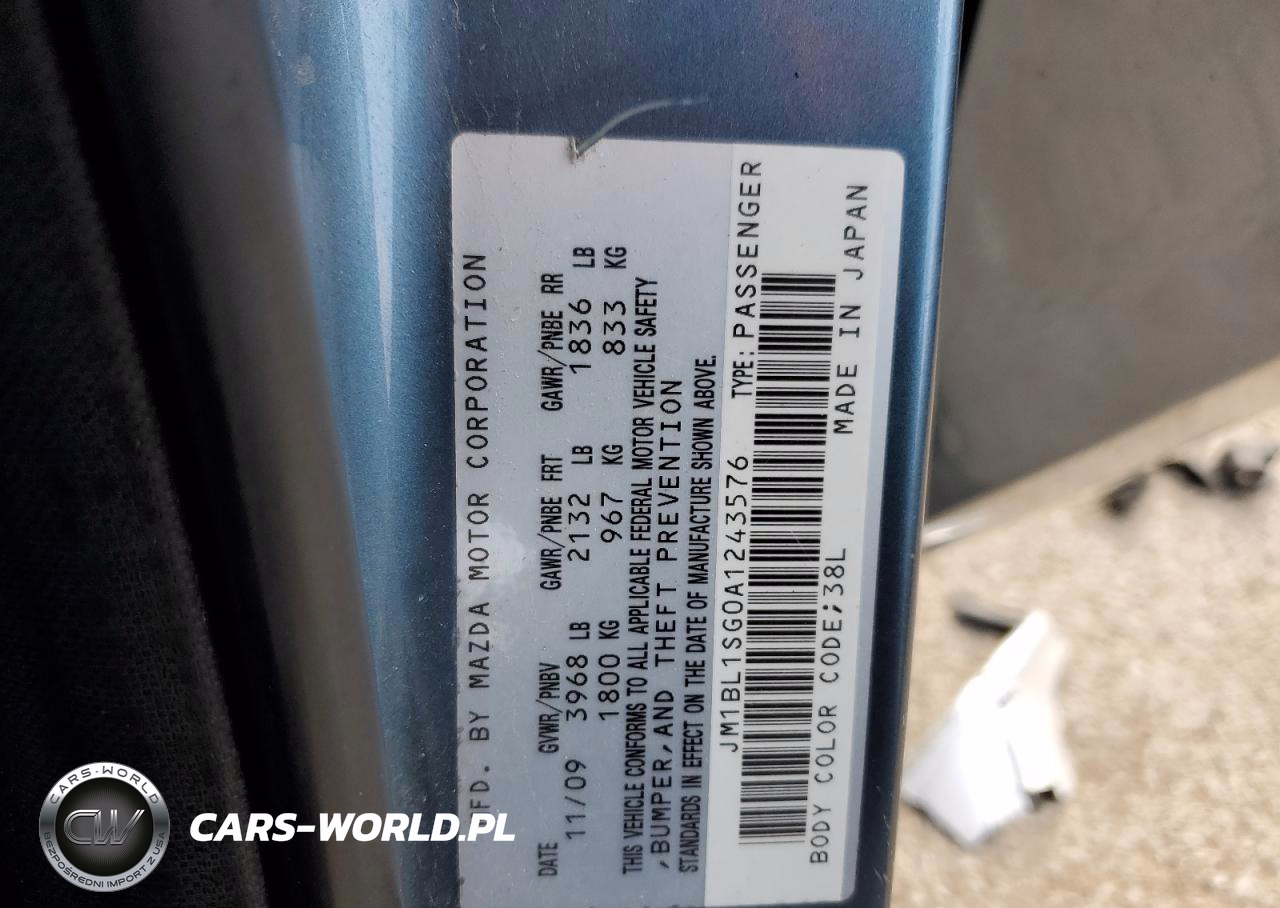 MFD. BY MAZDA MOTOR CORPORATION
DATE GVWR/PNBV GAWR/PNBE FRT GAWR/PNBE RR
11/09 3968 LB 2132 LB 1836 LB
1800 KG 967 KG 833 KG
THIS VEHICLE CONFORMS TO ALL APPLICABLE FEDERAL MOTOR VEHICLE SAFETY
,BUMPER,AND THEFT PREVENTION
STANDARDS IN EFFECT ON THE DATE OF MANUFACTURE SHOWN ABOVE.
JM1BL1SG0A1243576 TYPE:PASSENGER
BODY COLOR CODE;38L MADE IN JAPAN
CARS-WORLD
CW
BEZPOŚREDNI IMPORT Z USA
CARS-WORLD.PL